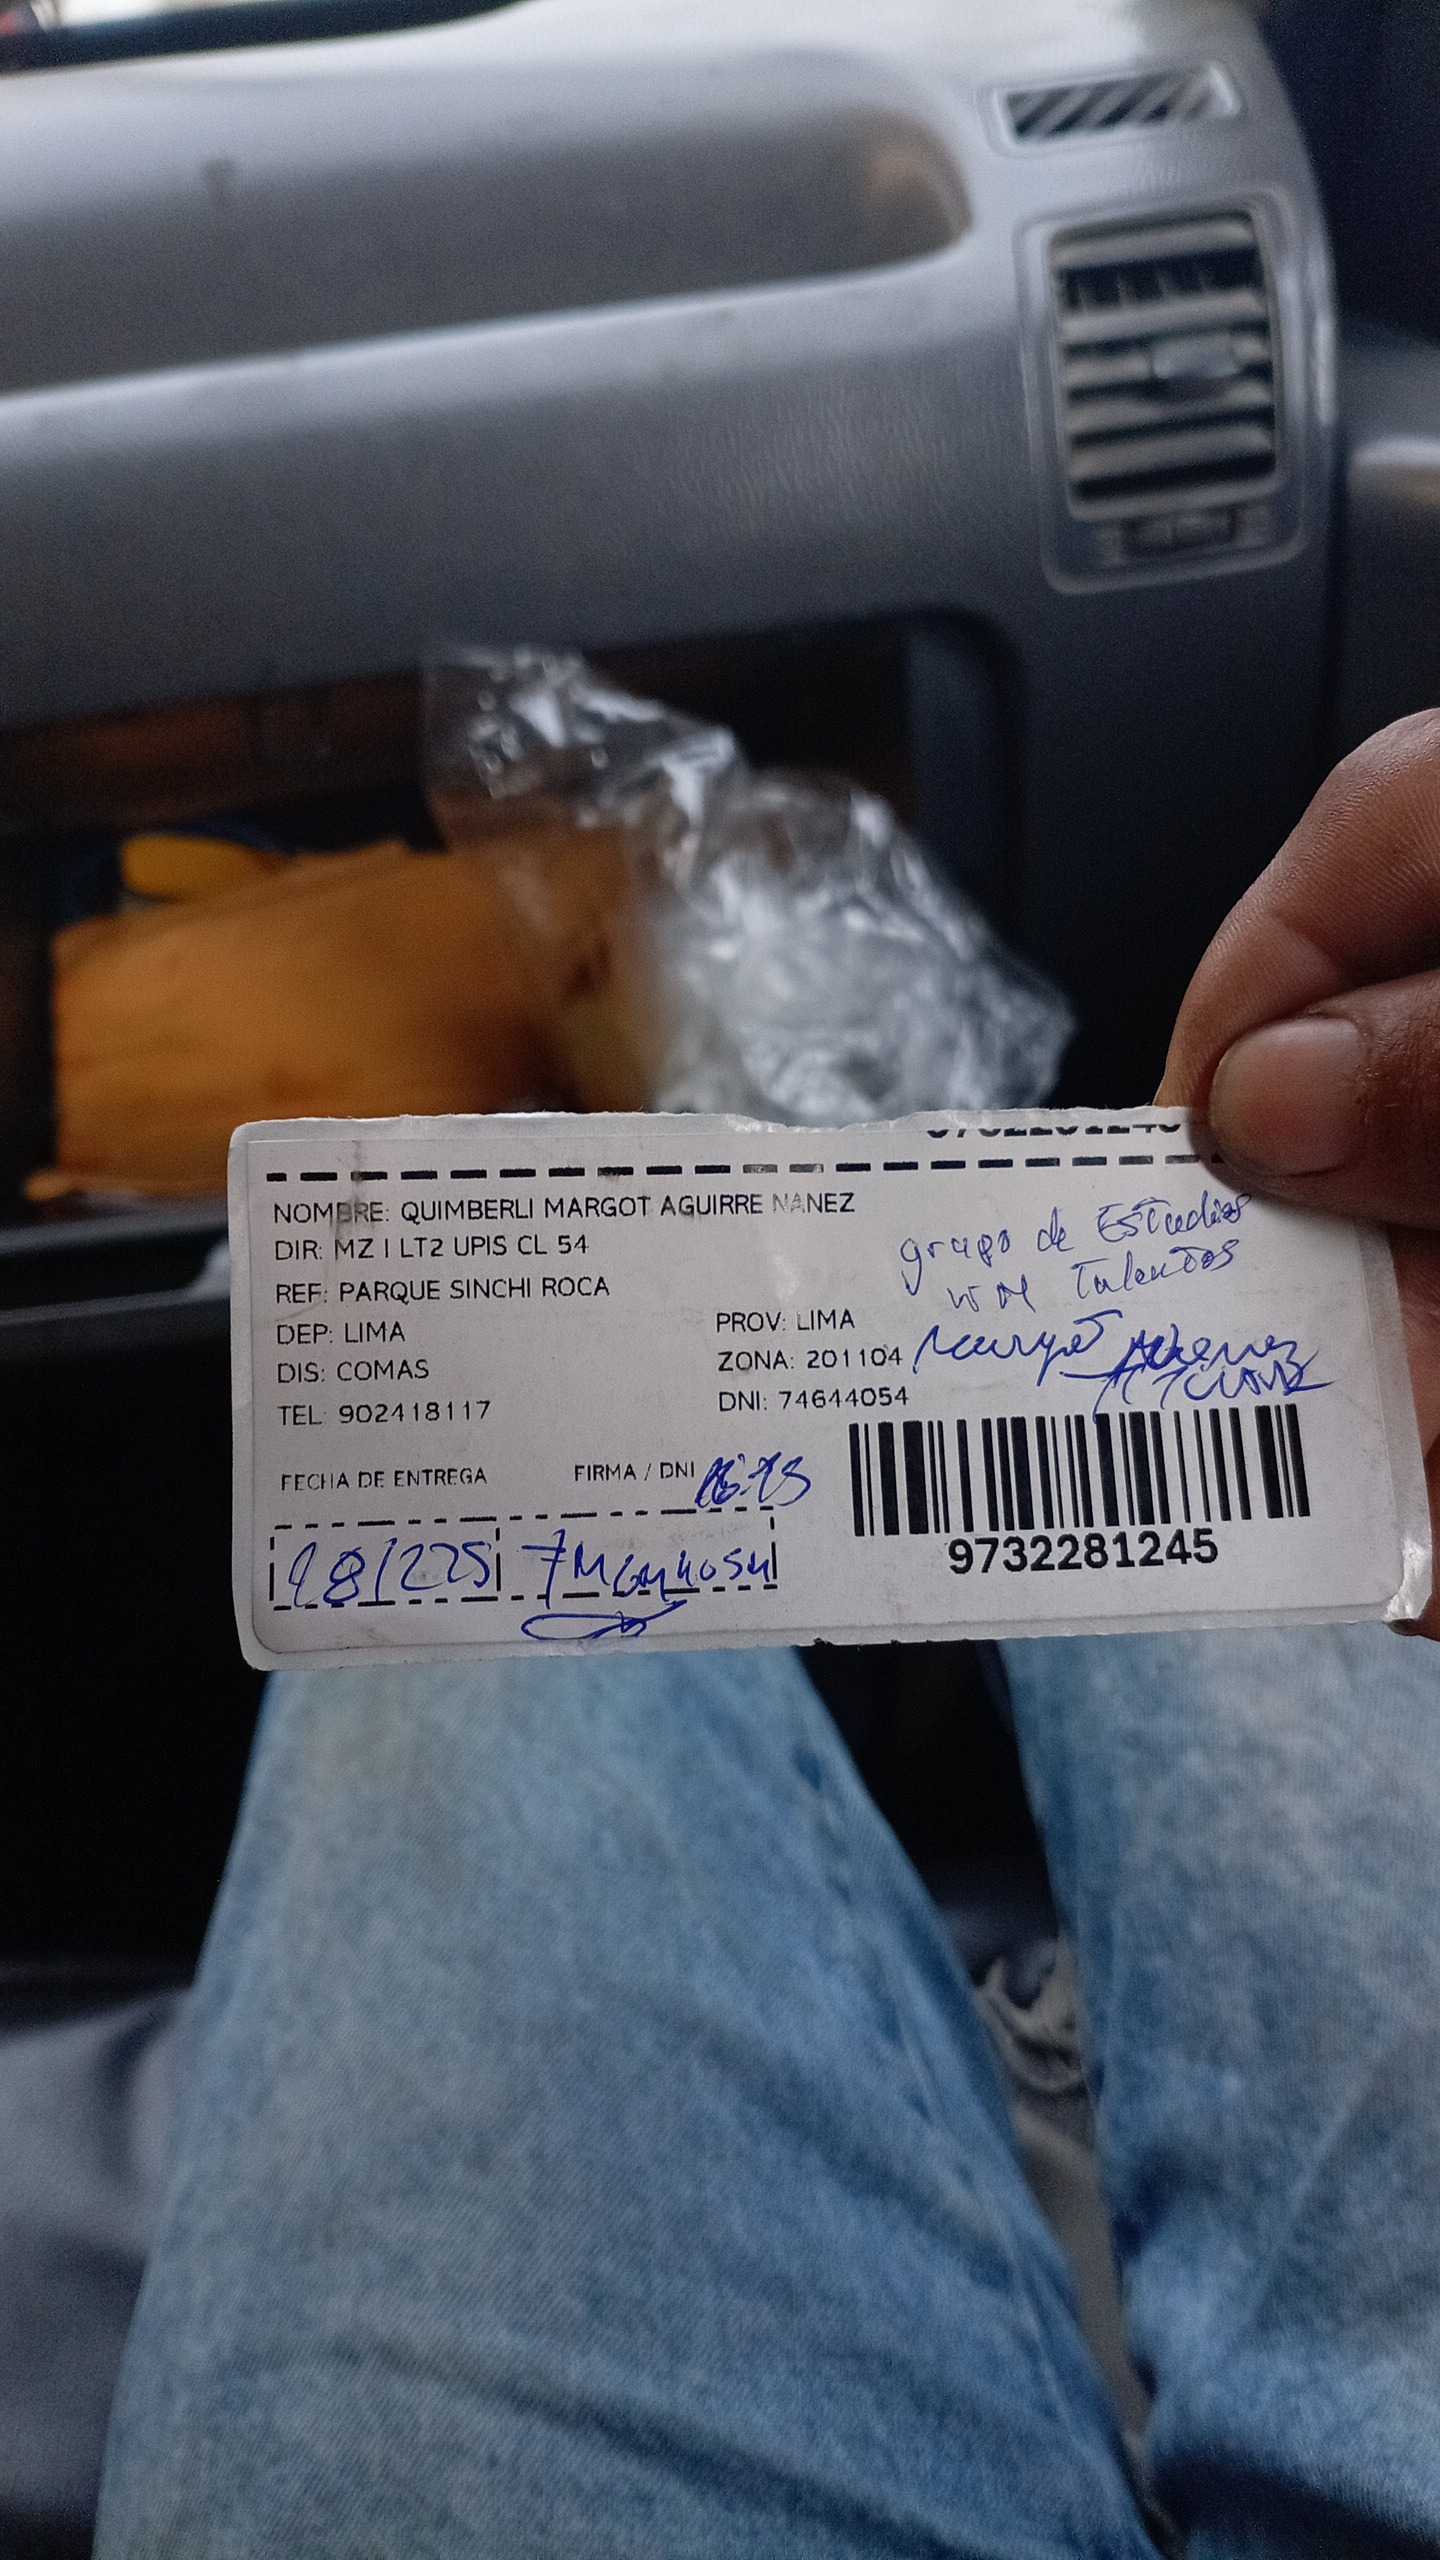 NOMBRE: QUIMBERLI MARGOT AGUIRRE NANEZ
DIR: MZ I LT2 UPIS CL 54
REF: PARQUE SINCHI ROCA
DEP: LIMA
PROV: LIMA
DIS: COMAS
ZONA: 201104
TEL: 902418117
DNI: 74644054
grupo de Estudios
Talentos
FECHA DE ENTREGA
FIRMA / DNI
9732281245